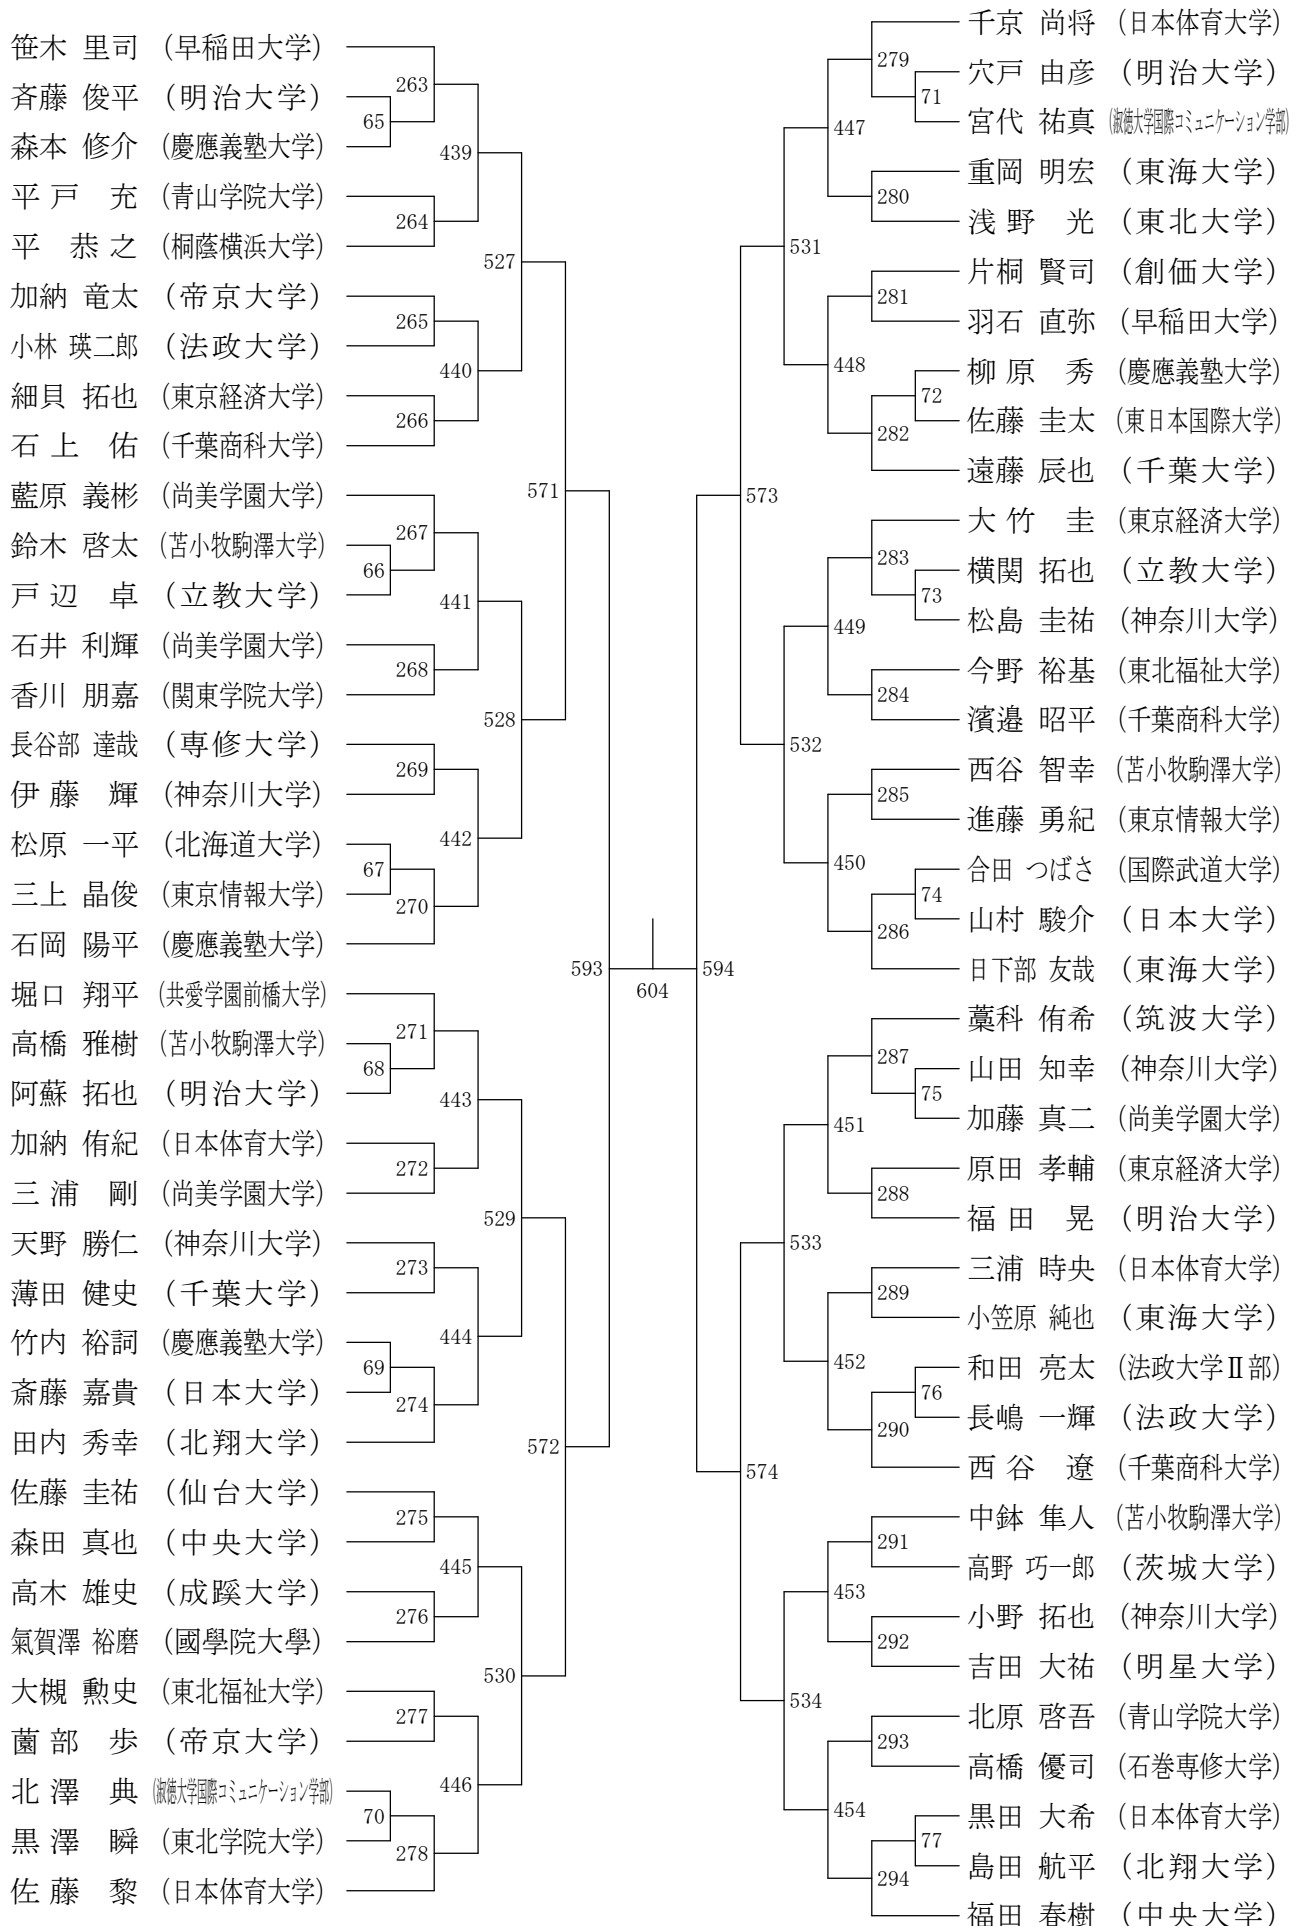 笹木 里司 (早稲田大学)
斉藤 俊平 (明治大学)
森本 修介 (慶應義塾大学)
平戸 充 (青山学院大学)
平 恭之 (桐蔭横浜大学)
加納 竜太 (帝京大学)
小林 瑛二郎 (法政大学)
細貝 拓也 (東京経済大学)
石上 佑 (千葉商科大学)
藍原 義彬 (尚美学園大学)
鈴木 啓太 (苫小牧駒澤大学)
戸辺 卓 (立教大学)
石井 利輝 (尚美学園大学)
香川 朋嘉 (関東学院大学)
長谷部 達哉 (専修大学)
伊藤 輝 (神奈川大学)
松原 一平 (北海道大学)
三上 晶俊 (東京情報大学)
石岡 陽平 (慶應義塾大学)
堀口 翔平 (共愛学園前橋大学)
高橋 雅樹 (苫小牧駒澤大学)
阿蘇 拓也 (明治大学)
加納 侑紀 (日本体育大学)
三浦 剛 (尚美学園大学)
天野 勝仁 (神奈川大学)
薄田 健史 (千葉大学)
竹内 裕詞 (慶應義塾大学)
斎藤 嘉貴 (日本大学)
田内 秀幸 (北翔大学)
佐藤 圭祐 (仙台大学)
森田 真也 (中央大学)
高木 雄史 (成蹊大学)
氣賀澤 裕磨 (國學院大學)
大槻 勲史 (東北福祉大学)
薗部 歩 (帝京大学)
北澤 典 (淑徳大学国際コミュニケーション学部)
黒澤 瞬 (東北学院大学)
佐藤 黎 (日本体育大学)
263
65
439
264
527
265
440
266
571
267
66
441
268
528
269
442
67
270
593
604
594
271
68
443
272
529
273
444
69
274
572
275
445
276
530
277
446
70
278
279
71
447
280
531
281
448
72
282
573
283
73
449
284
532
285
450
74
286
287
75
451
288
533
289
452
76
290
574
291
453
292
534
293
454
77
294
千京 尚将 (日本体育大学)
穴戸 由彦 (明治大学)
宮代 祐真 (淑徳大学国際コミュニケーション学部)
重岡 明宏 (東海大学)
浅野 光 (東北大学)
片桐 賢司 (創価大学)
羽石 直弥 (早稲田大学)
柳原 秀 (慶應義塾大学)
佐藤 圭太 (東日本国際大学)
遠藤 辰也 (千葉大学)
大竹 圭 (東京経済大学)
横関 拓也 (立教大学)
松島 圭祐 (神奈川大学)
今野 裕基 (東北福祉大学)
濱邉 昭平 (千葉商科大学)
西谷 智幸 (苫小牧駒澤大学)
進藤 勇紀 (東京情報大学)
合田 つばさ (国際武道大学)
山村 駿介 (日本大学)
日下部 友哉 (東海大学)
藁科 侑希 (筑波大学)
山田 知幸 (神奈川大学)
加藤 真二 (尚美学園大学)
原田 孝輔 (東京経済大学)
福田 晃 (明治大学)
三浦 時央 (日本体育大学)
小笠原 純也 (東海大学)
和田 亮太 (法政大学Ⅱ部)
長嶋 一輝 (法政大学)
西谷 遼 (千葉商科大学)
中鉢 隼人 (苫小牧駒澤大学)
高野 巧一郎 (茨城大学)
小野 拓也 (神奈川大学)
吉田 大祐 (明星大学)
北原 啓吾 (青山学院大学)
高橋 優司 (石巻専修大学)
黒田 大希 (日本体育大学)
島田 航平 (北翔大学)
福田 春樹 (中央大学)